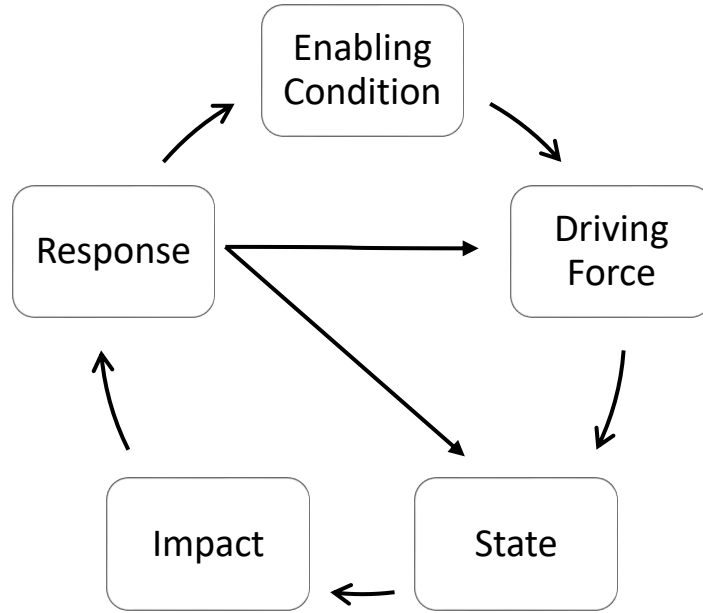 Enabling
Condition
Response
Driving
Force
Impact
State